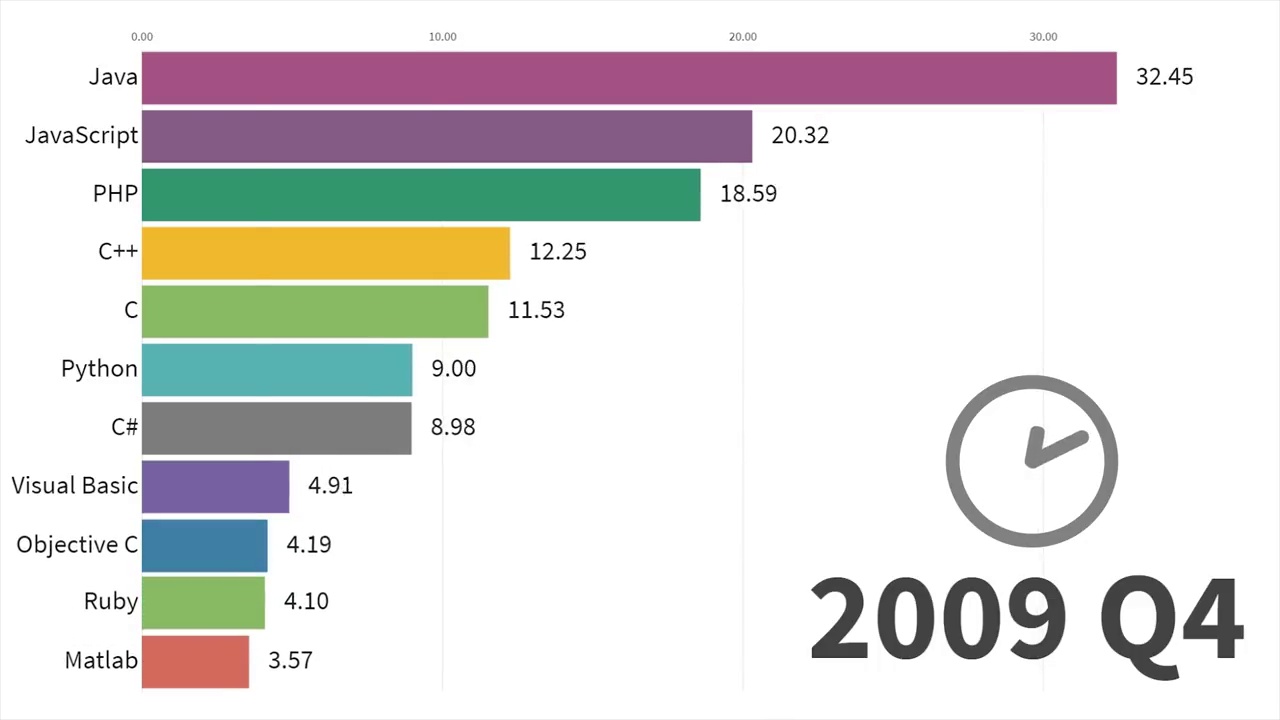 0.00 10.00 20.00 30.00
Java 32.45
JavaScript 20.32
PHP 18.59
C++ 12.25
C 11.53
Python 9.00
C# 8.98
Visual Basic 4.91
Objective C 4.19
Ruby 4.10
Matlab 3.57
2009 Q4